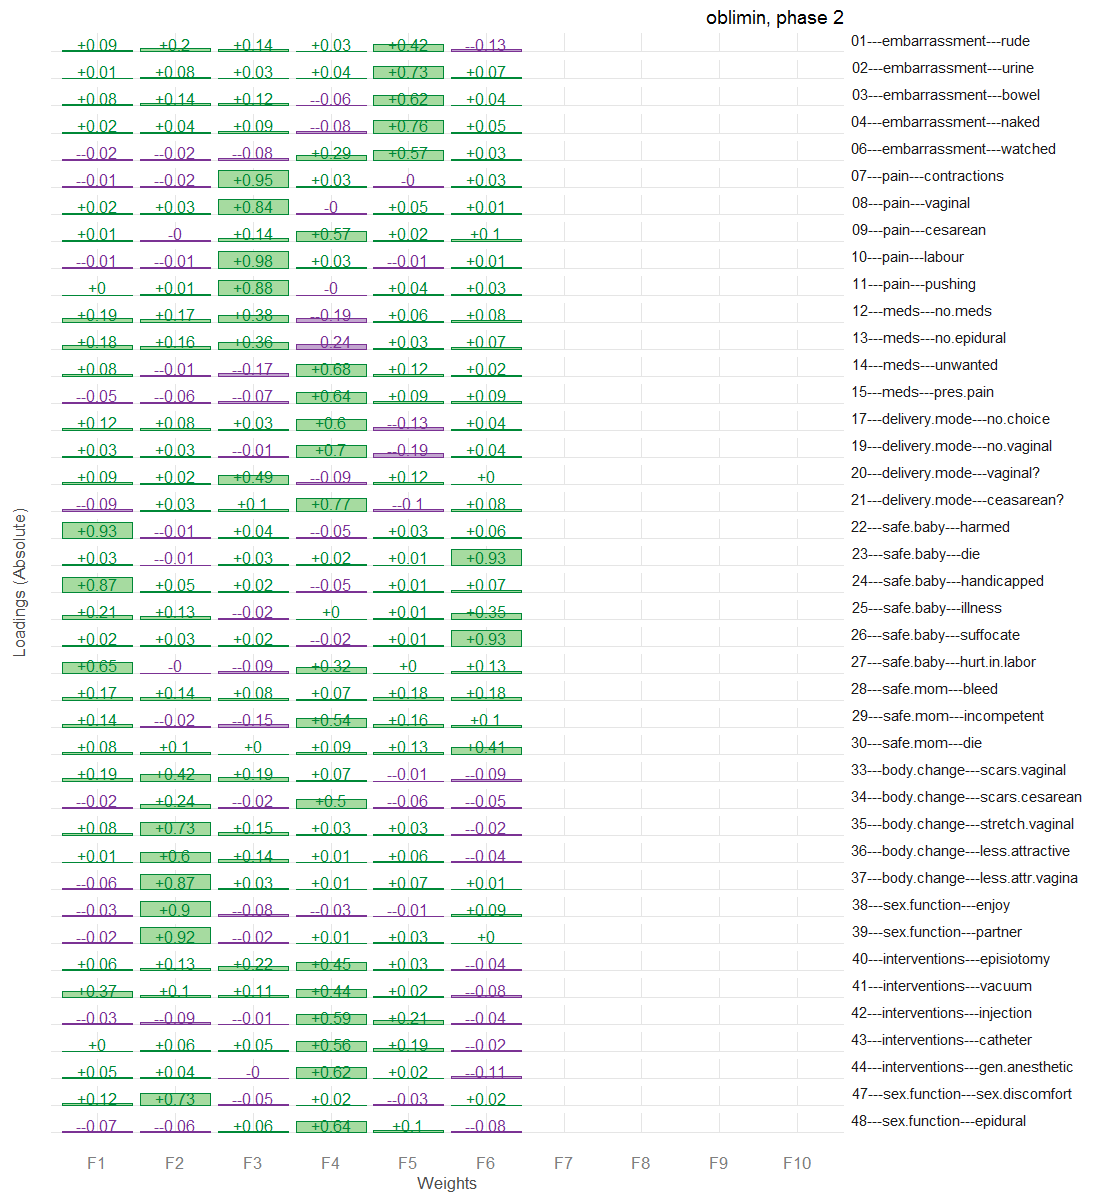 oblimin, phase 2
+0.09 +0.2 +0.14 +0.03 +0.42 --0.13 01---embarrassment---rude
+0.01 +0.08 +0.03 +0.04 +0.73 +0.07 02---embarrassment---urine
+0.08 +0.14 +0.12 --0.06 +0.62 +0.04 03---embarrassment---bowel
+0.02 +0.04 +0.09 --0.08 +0.76 +0.05 04---embarrassment---naked
--0.02 --0.02 --0.08 +0.29 +0.57 +0.03 06---embarrassment---watched
--0.01 --0.02 +0.95 +0.03 -0 +0.03 07---pain---contractions
+0.02 +0.03 +0.84 -0 +0.05 +0.01 08---pain---vaginal
+0.01 -0 +0.14 +0.57 +0.02 +0.1 09---pain---cesarean
--0.01 --0.01 +0.98 +0.03 --0.01 +0.01 10---pain---labour
+0 +0.01 +0.88 -0 +0.04 +0.03 11---pain---pushing
+0.19 +0.17 +0.38 --0.19 +0.06 +0.08 12---meds---no.meds
+0.18 +0.16 +0.36 --0.24 +0.03 +0.07 13---meds---no.epidural
+0.08 --0.01 --0.17 +0.68 +0.12 +0.02 14---meds---unwanted
--0.05 --0.06 --0.07 +0.64 +0.09 +0.09 15---meds---pres.pain
+0.12 +0.08 +0.03 +0.6 --0.13 +0.04 17---delivery.mode---no.choice
+0.03 +0.03 --0.01 +0.7 --0.19 +0.04 19---delivery.mode---no.vaginal
+0.09 +0.02 +0.49 --0.09 +0.12 +0 20---delivery.mode---vaginal?
--0.09 +0.03 +0.1 +0.77 --0.1 +0.08 21---delivery.mode---ceasarean?
+0.93 --0.01 +0.04 --0.05 +0.03 +0.06 22---safe.baby---harmed
+0.03 --0.01 +0.03 +0.02 +0.01 +0.93 23---safe.baby---die
+0.87 +0.05 +0.02 --0.05 +0.01 +0.07 24---safe.baby---handicapped
+0.21 +0.13 --0.02 +0 +0.01 +0.35 25---safe.baby---illness
+0.02 +0.03 +0.02 --0.02 +0.01 +0.93 26---safe.baby---suffocate
+0.65 -0 --0.09 +0.32 +0 +0.13 27---safe.baby---hurt.in.labor
+0.17 +0.14 +0.08 +0.07 +0.18 +0.18 28---safe.mom---bleed
+0.14 --0.02 --0.15 +0.54 +0.16 +0.1 29---safe.mom---incompetent
+0.08 +0.1 +0 +0.09 +0.13 +0.41 30---safe.mom---die
+0.19 +0.42 +0.19 +0.07 --0.01 --0.09 33---body.change---scars.vaginal
--0.02 +0.24 --0.02 +0.5 --0.06 --0.05 34---body.change---scars.cesarean
+0.08 +0.73 +0.15 +0.03 +0.03 --0.02 35---body.change---stretch.vaginal
+0.01 +0.6 +0.14 +0.01 +0.06 --0.04 36---body.change---less.attractive
--0.06 +0.87 +0.03 +0.01 +0.07 +0.01 37---body.change---less.attr.vagina
--0.03 +0.9 --0.08 --0.03 --0.01 +0.09 38---sex.function---enjoy
--0.02 +0.92 --0.02 +0.01 +0.03 +0 39---sex.function---partner
+0.06 +0.13 +0.22 +0.45 +0.03 --0.04 40---interventions---episiotomy
+0.37 +0.1 +0.11 +0.44 +0.02 --0.08 41---interventions---vacuum
--0.03 --0.09 --0.01 +0.59 +0.21 --0.04 42---interventions---injection
+0 +0.06 +0.05 +0.56 +0.19 --0.02 43---interventions---catheter
+0.05 +0.04 -0 +0.62 +0.02 --0.11 44---interventions---gen.anesthetic
+0.12 +0.73 --0.05 +0.02 --0.03 +0.02 47---sex.function---sex.discomfort
--0.07 --0.06 +0.06 +0.64 +0.1 --0.08 48---sex.function---epidural
F1 F2 F3 F4 F5 F6 F7 F8 F9 F10
Weights
Loadings (Absolute)